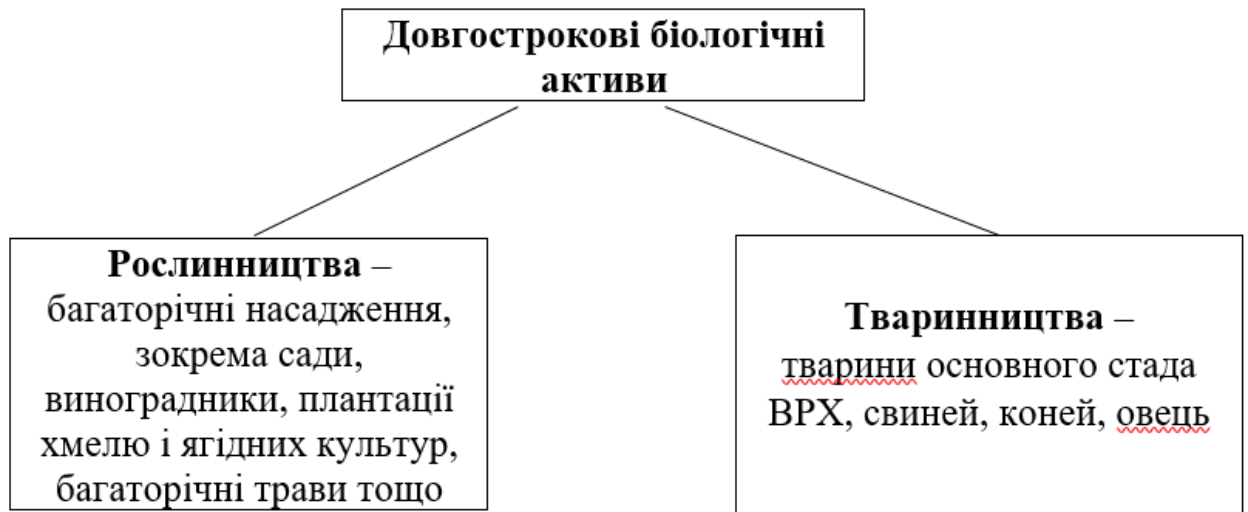 Довгострокові біологічні
активи
Рослинництва –
багаторічні насадження,
зокрема сади,
виноградники, плантації
хмелю і ягідних культур,
багаторічні трави тощо
Тваринництва –
тварини основного стада
ВРХ, свиней, коней, овець